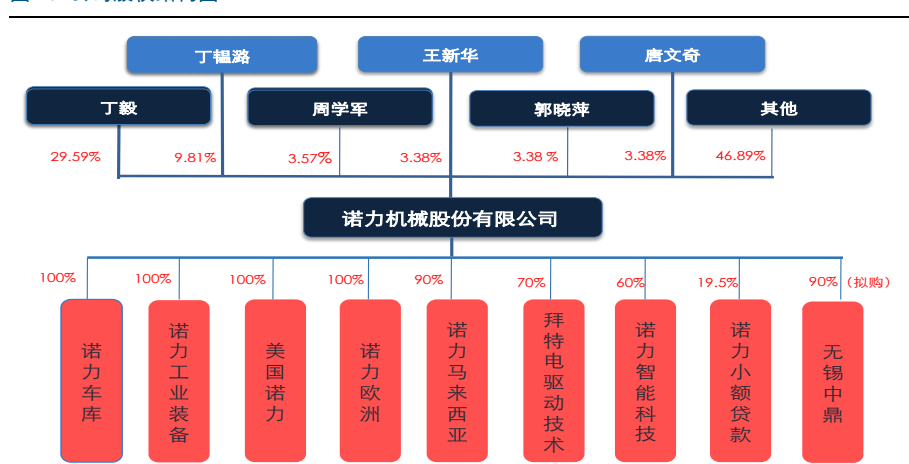 丁韫潞
王新华
唐文奇
丁毅
周学军
郭晓萍
其他
29.59%
9.81%
3.57%
3.38%
3.38 %
3.38%
46.89%
诺力机械股份有限公司
100%
100%
100%
100%
90%
70%
60%
19.5%
90%（拟购）
诺力车库
诺力工业装备
美国诺力
诺力欧洲
诺力马来西亚
拜特电驱动技术
诺力智能科技
诺力小额贷款
无锡中鼎